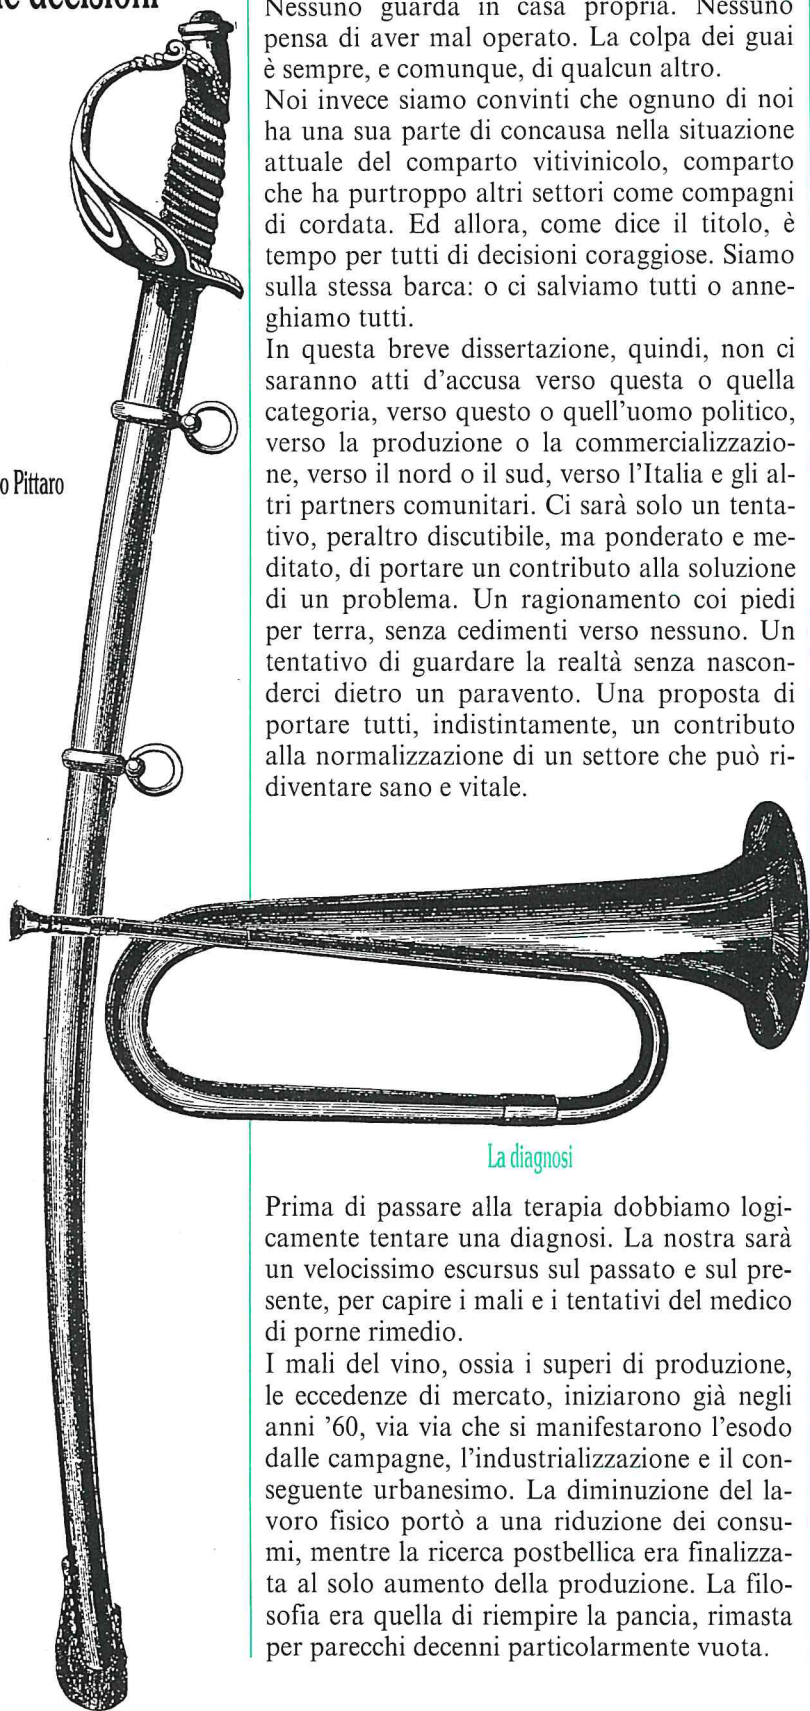 decisioni
o Pittaro
Nessuno guarda in casa propria. Nessuno
pensa di aver mal operato. La colpa dei guai
è sempre, e comunque, di qualcun altro.
Noi invece siamo convinti che ognuno di noi
ha una sua parte di concausa nella situazione
attuale del comparto vitivinicolo, comparto
che ha purtroppo altri settori come compagni
di cordata. Ed allora, come dice il titolo, è
tempo per tutti di decisioni coraggiose. Siamo
sulla stessa barca: o ci salviamo tutti o anne-
ghiamo tutti.
In questa breve dissertazione, quindi, non ci
saranno atti d'accusa verso questa o quella
categoria, verso questo o quell'uomo politico,
verso la produzione o la commercializzazio-
ne, verso il nord o il sud, verso l'Italia e gli al-
tri partners comunitari. Ci sarà solo un tenta-
tivo, peraltro discutibile, ma ponderato e me-
ditato, di portare un contributo alla soluzione
di un problema. Un ragionamento coi piedi
per terra, senza cedimenti verso nessuno. Un
tentativo di guardare la realtà senza nascon-
derci dietro un paravento. Una proposta di
portare tutti, indistintamente, un contributo
alla normalizzazione di un settore che può ri-
diventare sano e vitale.
La diagnosi
Prima di passare alla terapia dobbiamo logi-
camente tentare una diagnosi. La nostra sarà
un velocissimo escursus sul passato e sul pre-
sente, per capire i mali e i tentativi del medico
di porne rimedio.
I mali del vino, ossia i superi di produzione,
le eccedenze di mercato, iniziarono già negli
anni '60, via via che si manifestarono l'esodo
dalle campagne, l'industrializzazione e il con-
seguente urbanesimo. La diminuzione del la-
voro fisico portò a una riduzione dei consu-
mi, mentre la ricerca postbellica era finalizza-
ta al solo aumento della produzione. La filo-
sofia era quella di riempire la pancia, rimasta
per parecchi decenni particolarmente vuota.